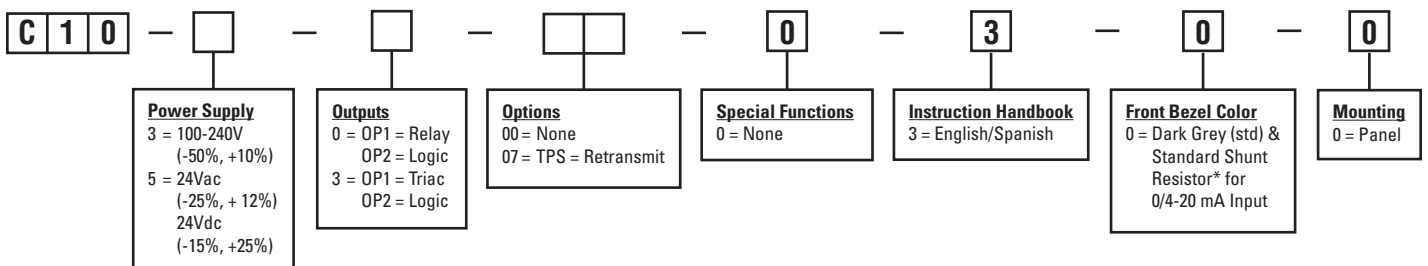 C 1 0 — — — — 0 — 3 — 0 — 0
Power Supply
3 = 100-240V
(-50%, +10%)
5 = 24Vac
(-25%, + 12%)
24Vdc
(-15%, +25%)
Outputs
0 = OP1 = Relay
OP2 = Logic
3 = OP1 = Triac
OP2 = Logic
Options
00 = None
07 = TPS = Retransmit
Special Functions
0 = None
Instruction Handbook
3 = English/Spanish
Front Bezel Color
0 = Dark Grey (std) &
Standard Shunt
Resistor* for
0/4-20 mA Input
Mounting
0 = Panel